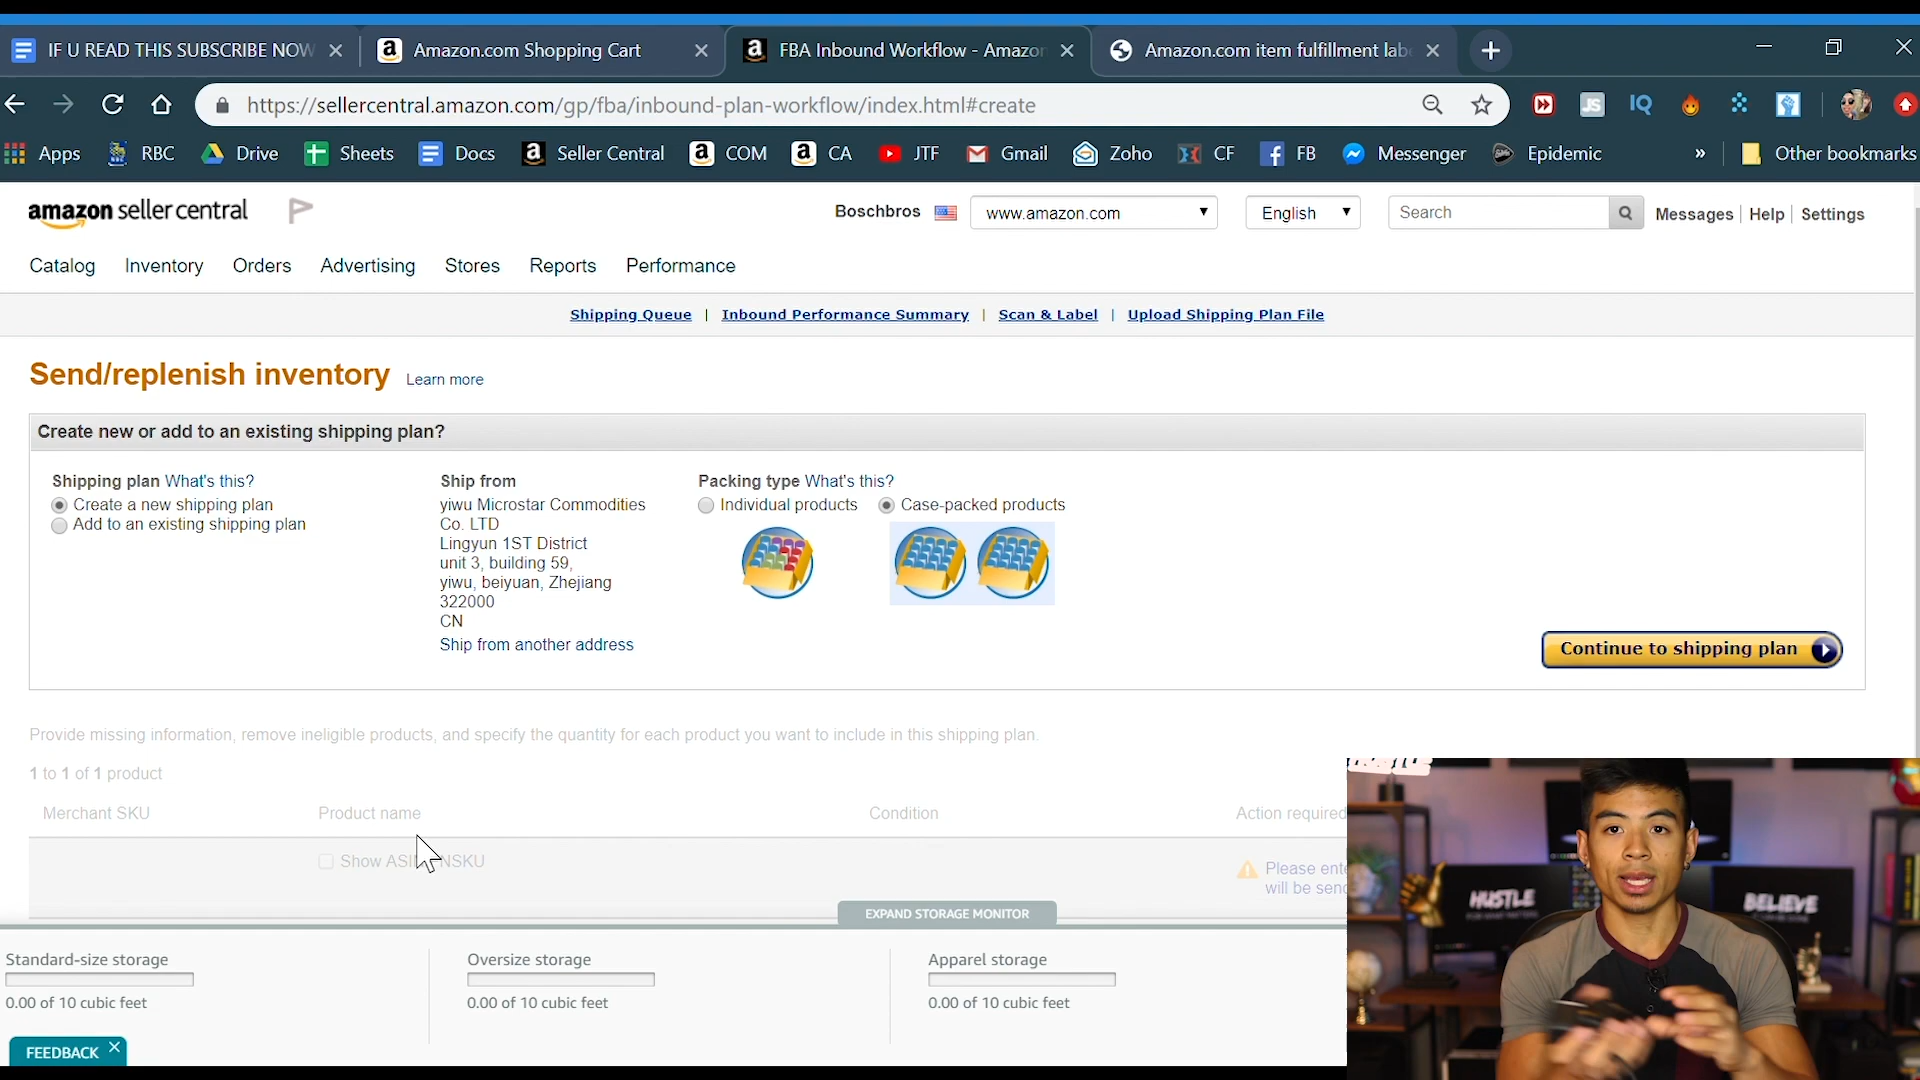 IF U READ THIS SUBSCRIBE NOW
Amazon.com Shopping Cart
FBA Inbound Workflow - Amazon
Amazon.com item fulfillment lab
https://sellercentral.amazon.com/gp/fba/inbound-plan-workflow/index.html#create
JS
IQ
Apps
RBC
Drive
Sheets
Docs
Seller Central
COM
CA
JTF
Gmail
Zoho
CF
FB
Messenger
Epidemic
»
Other bookmarks
amazon seller central
Boschbros
www.amazon.com
English
Search
Messages
Help
Settings
Catalog
Inventory
Orders
Advertising
Stores
Reports
Performance
Shipping Queue | Inbound Performance Summary | Scan & Label | Upload Shipping Plan File
Send/replenish inventory Learn more
Create new or add to an existing shipping plan?
Shipping plan What's this?
Create a new shipping plan
Add to an existing shipping plan
Ship from
yiwu Microstar Commodities
Co. LTD
Lingyun 1ST District
unit 3, building 59,
yiwu, beiyuan, Zhejiang
322000
CN
Ship from another address
Packing type What's this?
Individual products
Case-packed products
Continue to shipping plan
Provide missing information, remove ineligible products, and specify the quantity for each product you want to include in this shipping plan.
1 to 1 of 1 product
Merchant SKU
Product name
Condition
Action required
Show ASI NSKU
Please ente
will be send
EXPAND STORAGE MONITOR
Standard-size storage
0.00 of 10 cubic feet
Oversize storage
0.00 of 10 cubic feet
Apparel storage
0.00 of 10 cubic feet
FEEDBACK
HUSTLE
BELIEVE